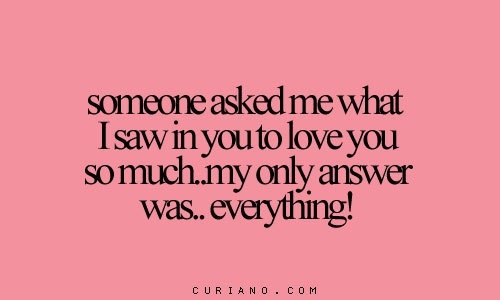 someone asked me what
I saw in you to love you
so much..my only answer
was.. everything!
CURIANO.COM